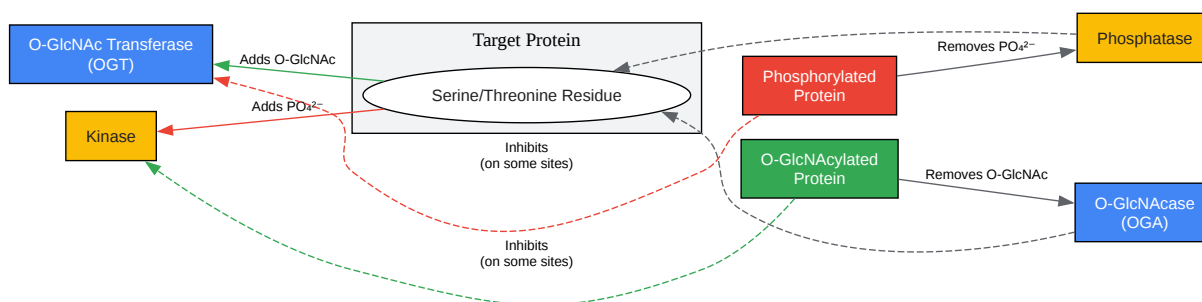 O-GlcNAc Transferase
(OGT)
Adds O-GlcNAc
Kinase
Adds PO₄²⁻
Target Protein
Serine/Threonine Residue
Inhibits
(on some sites)
Inhibits
(on some sites)
Phosphorylated
Protein
Removes PO₄²⁻
Phosphatase
O-GlcNAcylated
Protein
Removes O-GlcNAc
O-GlcNAcase
(OGA)